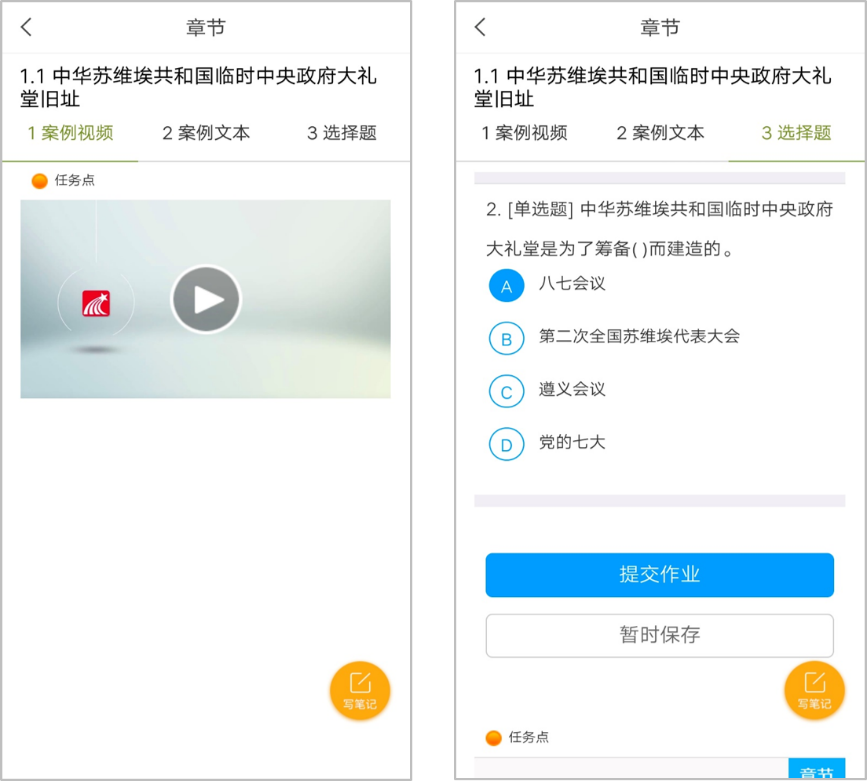 章节
1.1 中华苏维埃共和国临时中央政府大礼
堂旧址
1 案例视频 2 案例文本 3 选择题
任务点
写笔记
章节
1.1 中华苏维埃共和国临时中央政府大礼
堂旧址
1 案例视频 2 案例文本 3 选择题
2. [单选题] 中华苏维埃共和国临时中央政府
大礼堂是为了筹备( )而建造的。
A 八七会议
B 第二次全国苏维埃代表大会
C 遵义会议
D 党的七大
提交作业
暂时保存
写笔记
任务点
章节